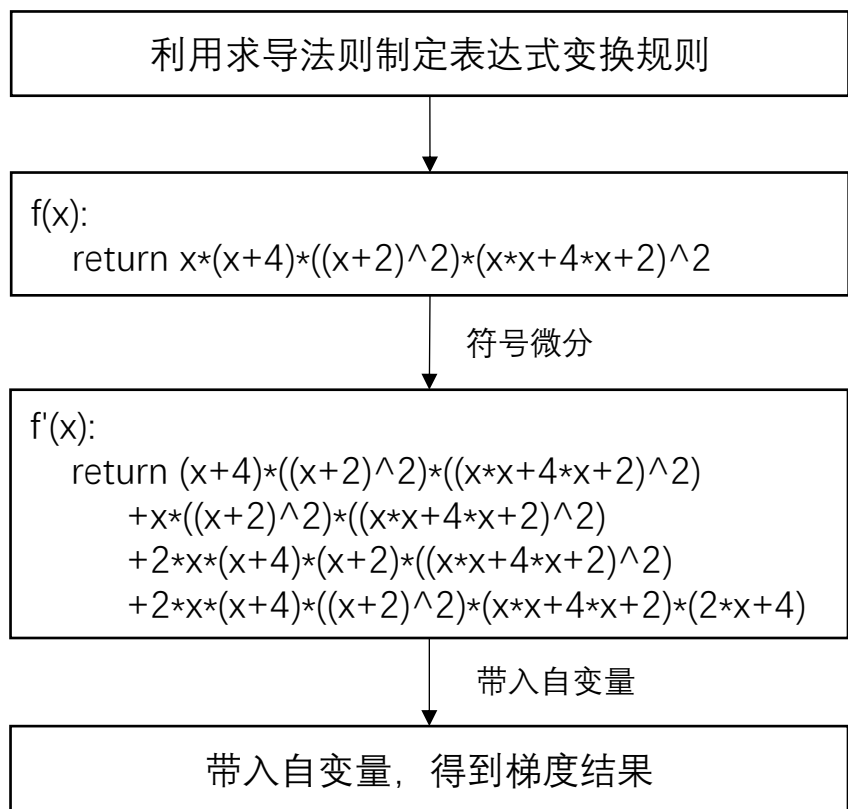 利用求导法则制定表达式变换规则
f(x):
return x*(x+4)*((x+2)^2)*(x*x+4*x+2)^2
符号微分
f'(x):
return (x+4)*((x+2)^2)*((x*x+4*x+2)^2)
+x*((x+2)^2)*((x*x+4*x+2)^2)
+2*x*(x+4)*(x+2)*((x*x+4*x+2)^2)
+2*x*(x+4)*((x+2)^2)*(x*x+4*x+2)*(2*x+4)
带入自变量
带入自变量，得到梯度结果